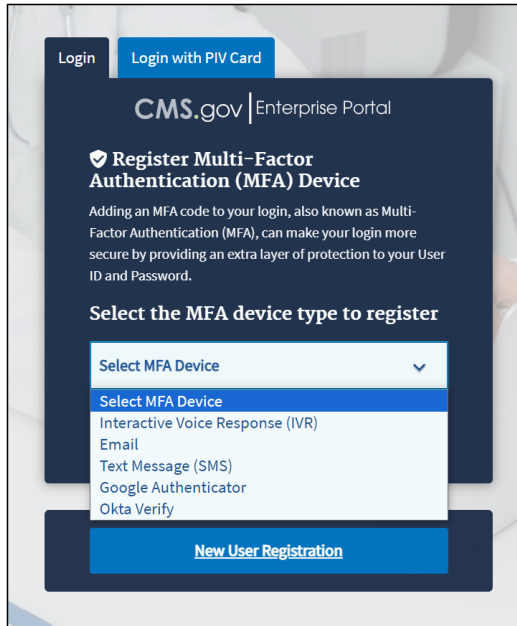 Login
Login with PIV Card
CMS.gov Enterprise Portal
Register Multi-Factor
Authentication (MFA) Device
Adding an MFA code to your login, also known as Multi-
Factor Authentication (MFA), can make your login more
secure by providing an extra layer of protection to your User
ID and Password.
Select the MFA device type to register
Select MFA Device
Select MFA Device
Interactive Voice Response (IVR)
Email
Text Message (SMS)
Google Authenticator
Okta Verify
New User Registration